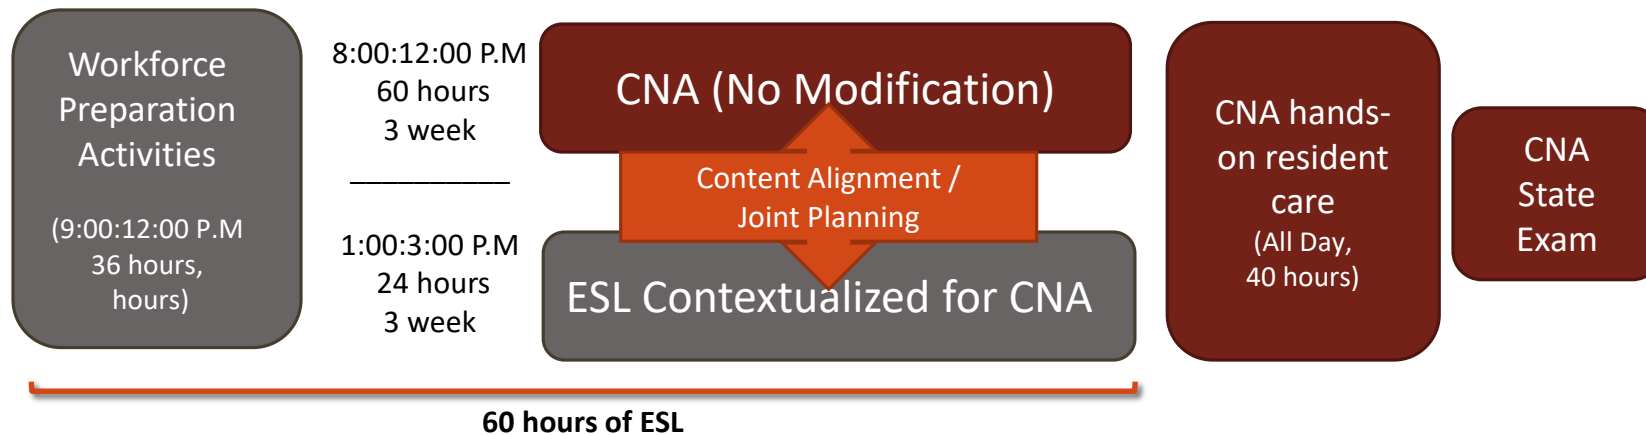 Workforce
Preparation
Activities
(9:00:12:00 P.M
36 hours,
hours)
8:00:12:00 P.M
60 hours
3 week
__________
1:00:3:00 P.M
24 hours
3 week
CNA (No Modification)
Content Alignment /
Joint Planning
ESL Contextualized for CNA
CNA hands-
on resident
care
(All Day,
40 hours)
CNA
State
Exam
60 hours of ESL